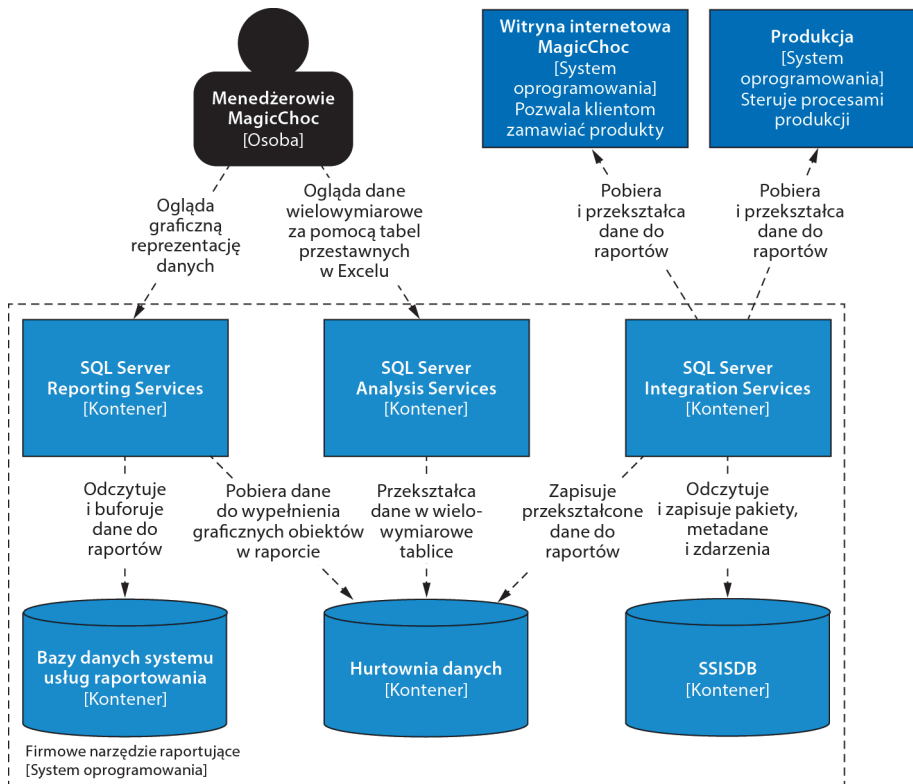 Menedżerowie
MagicChoc
[Osoba]
Witryna internetowa
MagicChoc
[System
oprogramowania]
Pozwala klientom
zamawiać produkty
Produkcja
[System
oprogramowania]
Steruje procesami
produkcji
Ogląda
graficzną
reprezentację
danych
Ogląda dane
wielowymiarowe
za pomocą tabel
przestawnych
w Excelu
Pobiera
i przekształca
dane do
raportów
Pobiera
i przekształca
dane do
raportów
SQL Server
Reporting Services
[Kontener]
SQL Server
Analysis Services
[Kontener]
SQL Server
Integration Services
[Kontener]
Odczytuje
i buforuje
dane do
raportów
Pobiera dane
do wypełnienia
graficznych obiektów
w raporcie
Przekształca
dane w wielo-
wymiarowe
tablice
Zapisuje
przekształcone
dane do
raportów
Odczytuje
i zapisuje pakiety,
metadane
i zdarzenia
Bazy danych systemu
usług raportowania
[Kontener]
Hurtownia danych
[Kontener]
SSISDB
[Kontener]
Firmowe narzędzie raportujące
[System oprogramowania]